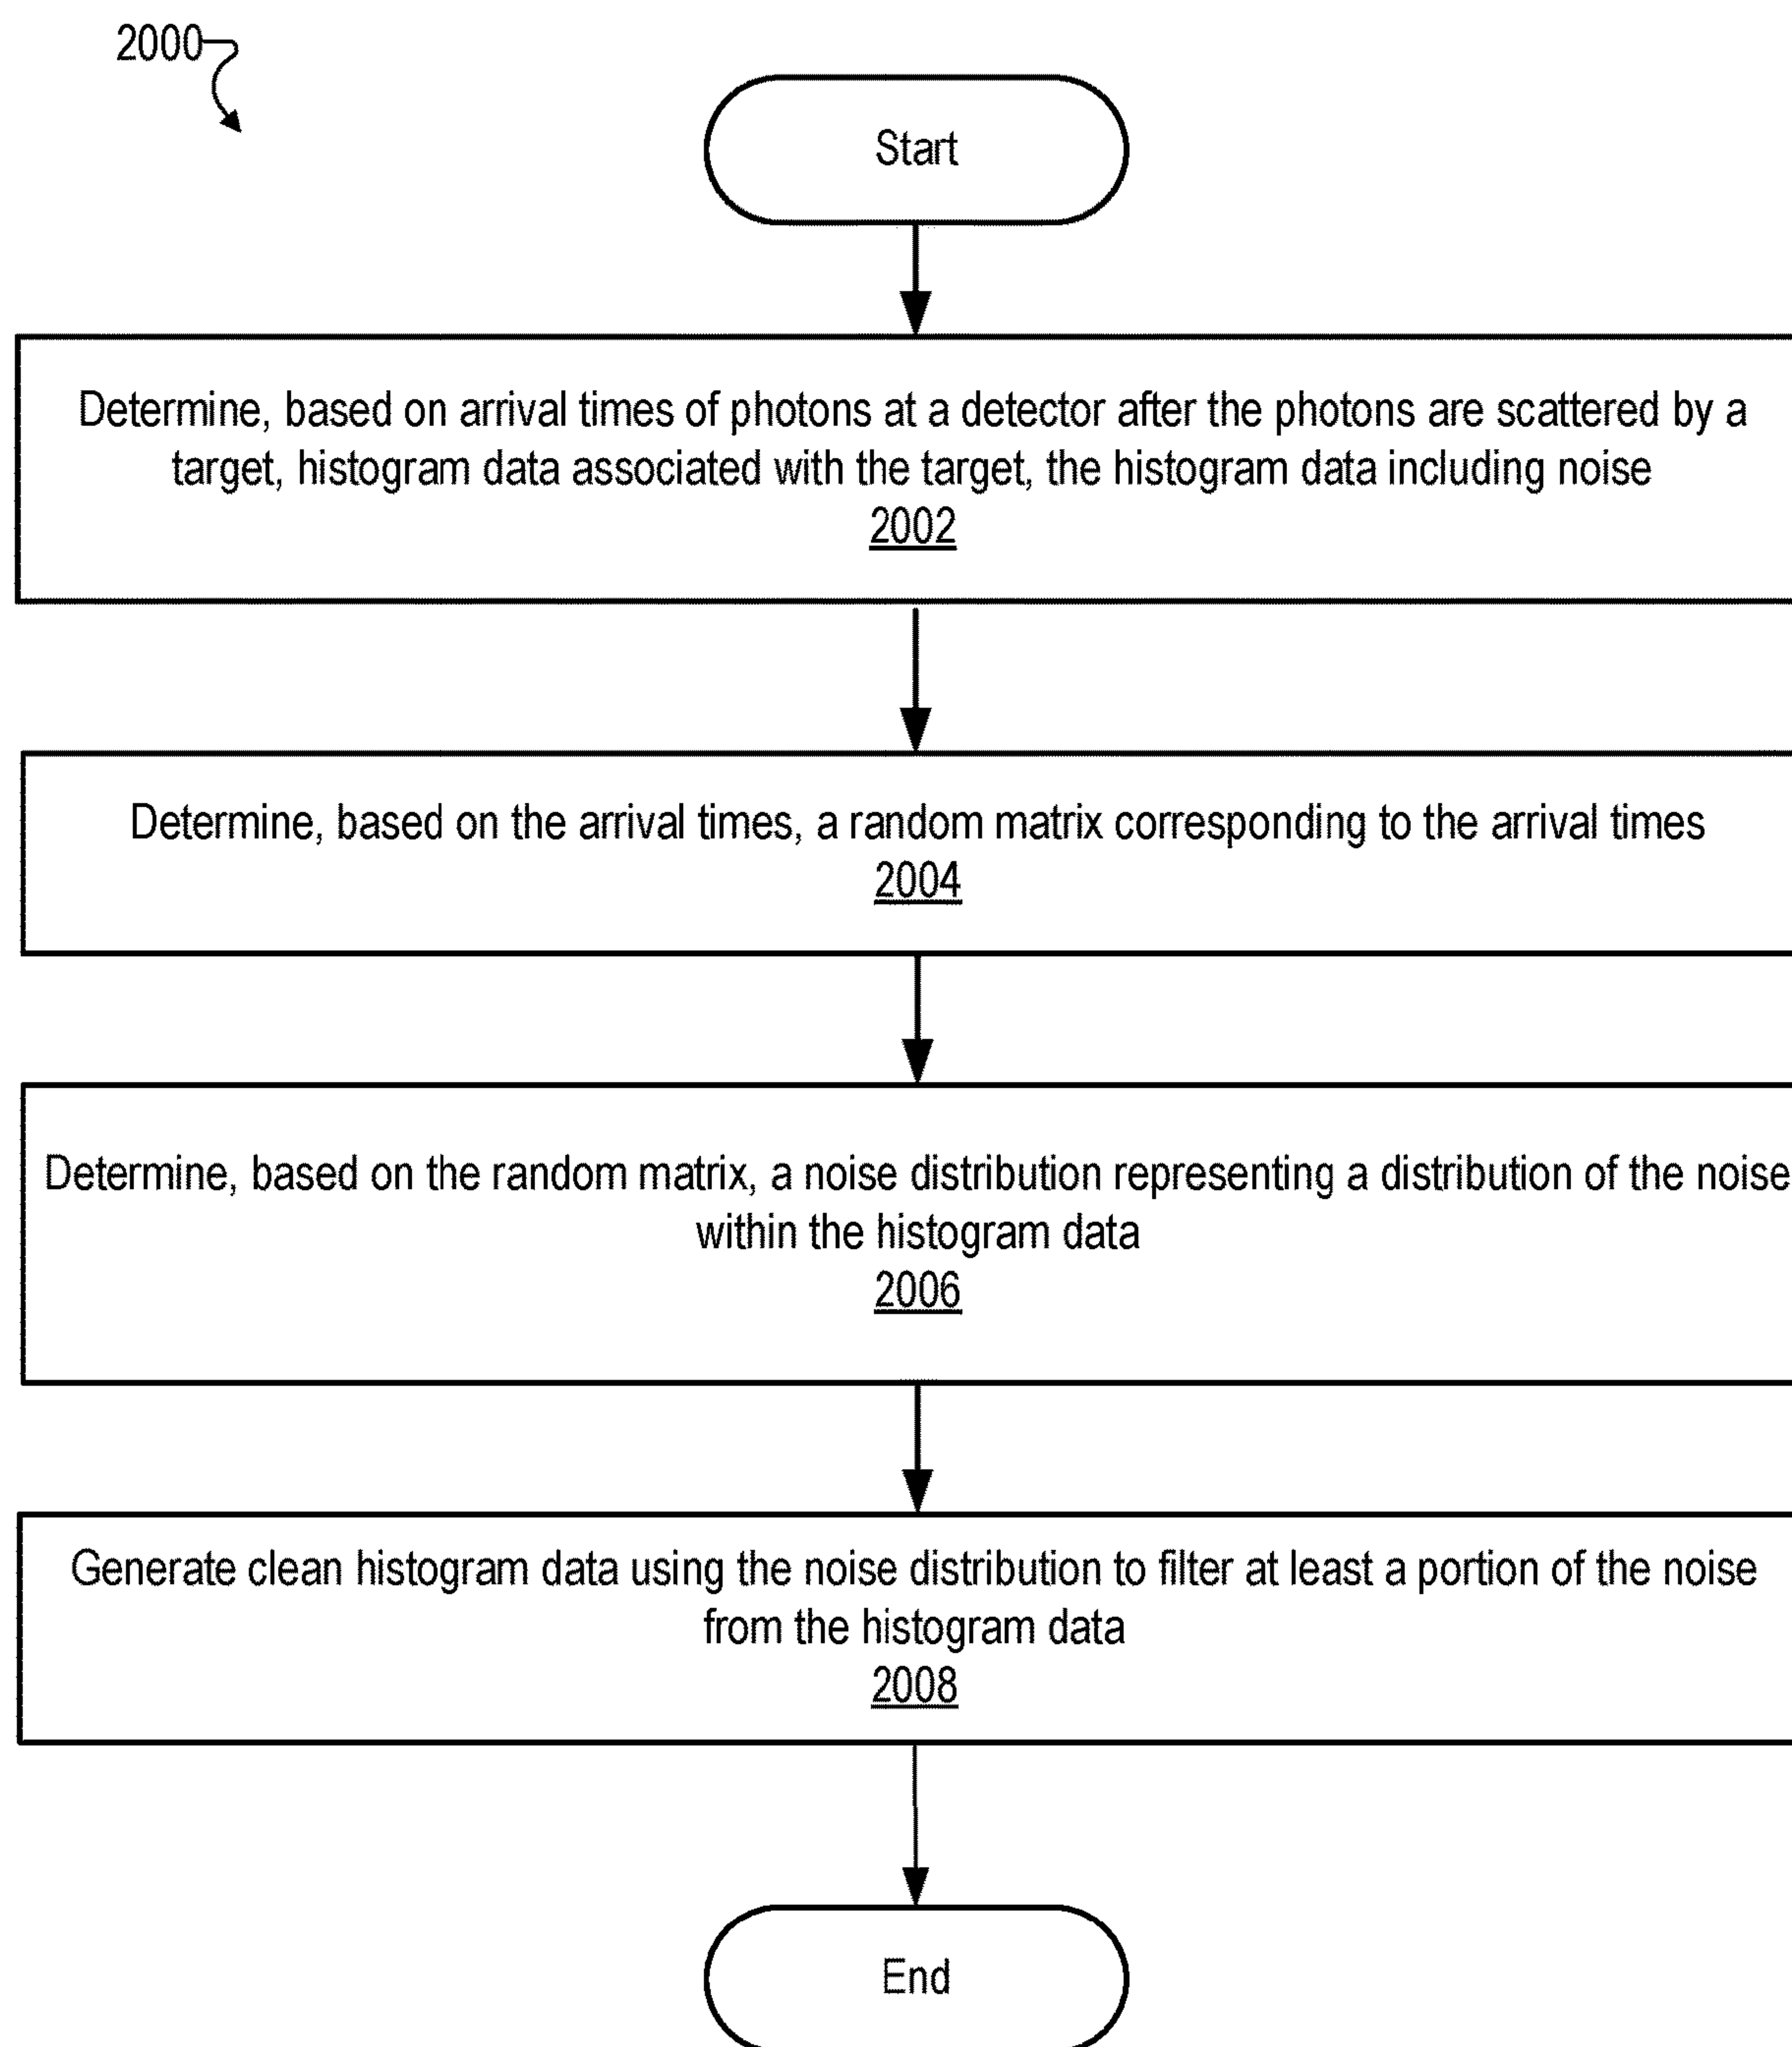 2000
Start
Determine, based on arrival times of photons at a detector after the photons are scattered by a
target, histogram data associated with the target, the histogram data including noise
2002
Determine, based on the arrival times, a random matrix corresponding to the arrival times
2004
Determine, based on the random matrix, a noise distribution representing a distribution of the noise
within the histogram data
2006
Generate clean histogram data using the noise distribution to filter at least a portion of the noise
from the histogram data
2008
End